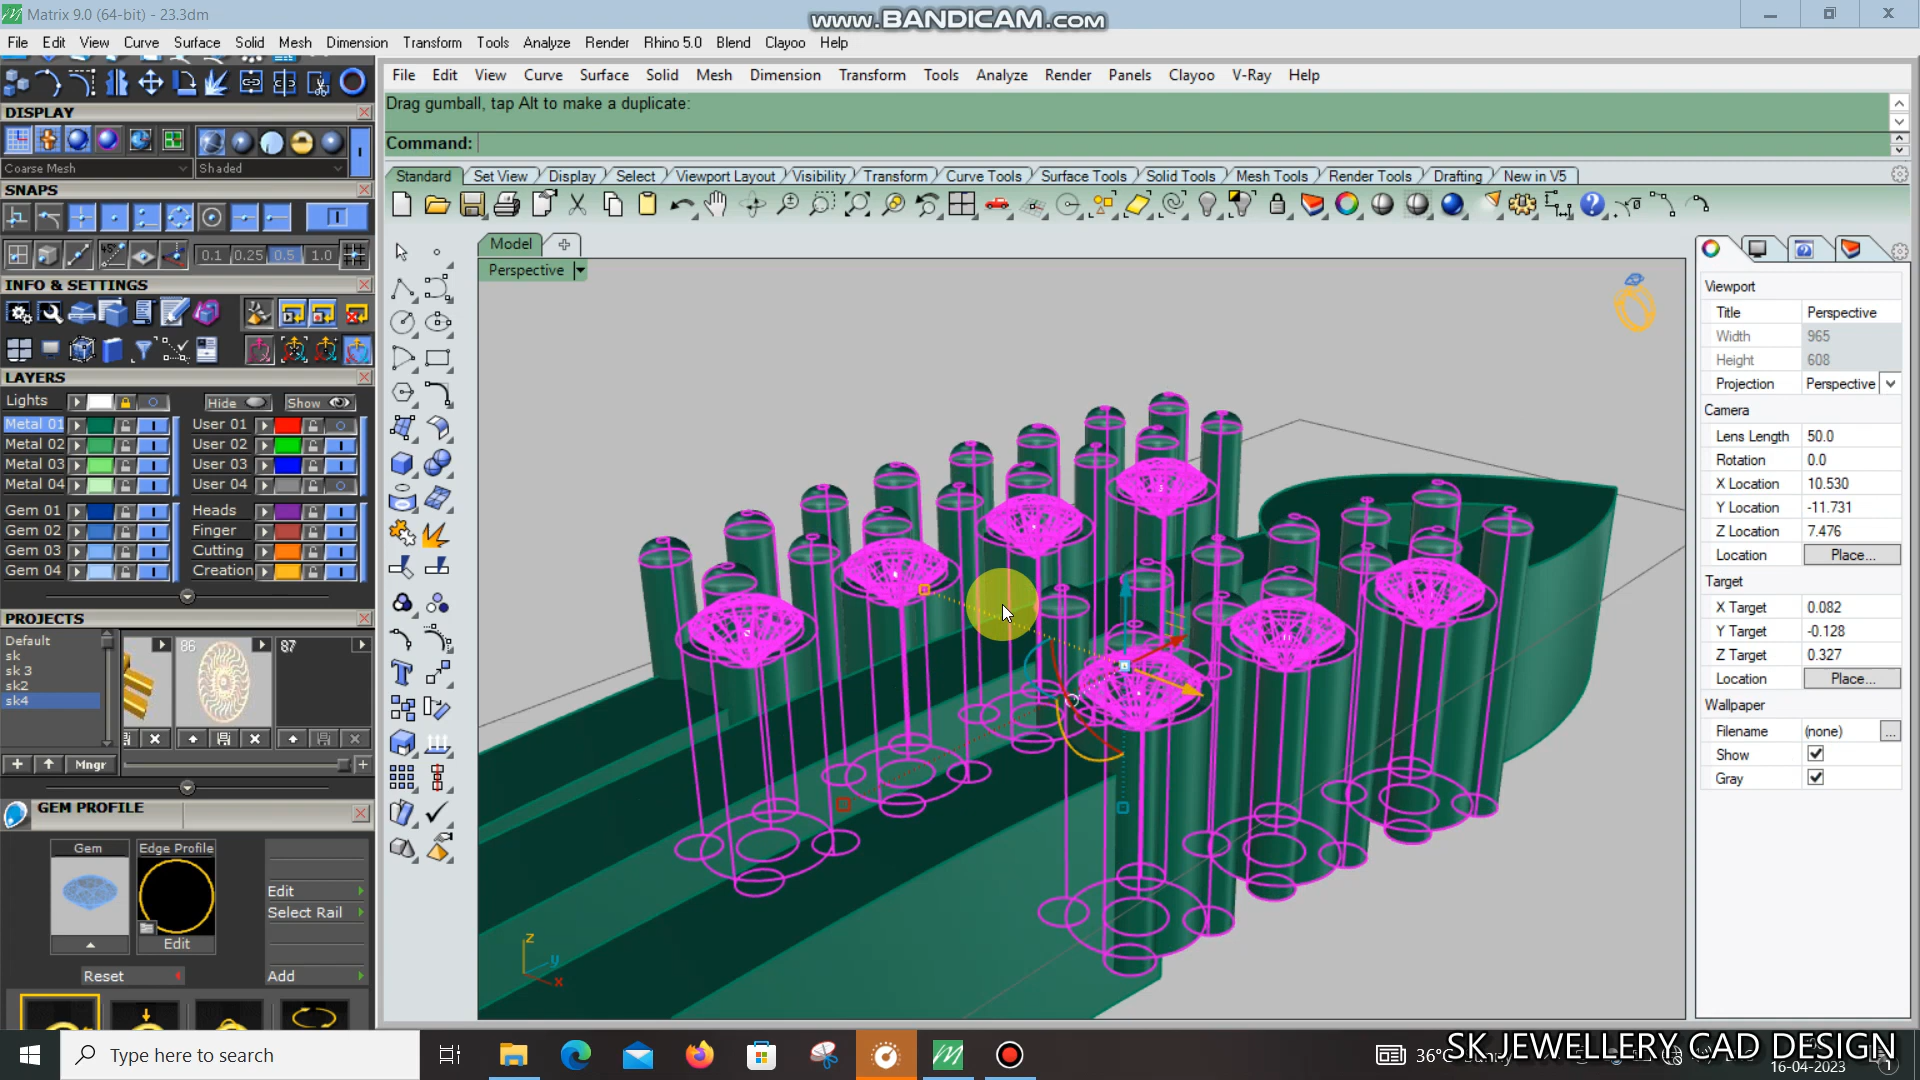 Matrix 9.0 (64-bit) - 23.3dm
www.BANDICAM.com
File Edit View Curve Surface Solid Mesh Dimension Transform Tools Analyze Render Rhino 5.0 Blend Clayoo Help
File Edit View Curve Surface Solid Mesh Dimension Transform Tools Analyze Render Panels Clayoo V-Ray Help
Drag gumball, tap Alt to make a duplicate:
Command:
Standard Set View Display Select Viewport Layout Visibility Transform Curve Tools Surface Tools Solid Tools Mesh Tools Render Tools Drafting New in V5
DISPLAY
Coarse Mesh Shaded
SNAPS
0.1 0.25 0.5 1.0
INFO & SETTINGS
LAYERS
Lights Hide Show
Metal 01 User 01
Metal 02 User 02
Metal 03 User 03
Metal 04 User 04
Gem 01 Heads
Gem 02 Finger
Gem 03 Cutting
Gem 04 Creation
PROJECTS
Default
sk
sk 3
sk2
sk4
86
87
Mngr
GEM PROFILE
Gem Edge Profile
Edit
Select Rail
Edit
Reset Add
Model
Perspective
z
y
x
Viewport
Title Perspective
Width 965
Height 608
Projection Perspective
Camera
Lens Length 50.0
Rotation 0.0
X Location 10.530
Y Location -11.731
Z Location 7.476
Location Place...
Target
X Target 0.082
Y Target -0.128
Z Target 0.327
Location Place...
Wallpaper
Filename (none) ...
Show
Gray
Type here to search
36°C
SK JEWELLERY CAD DESIGN
16-04-2023
1